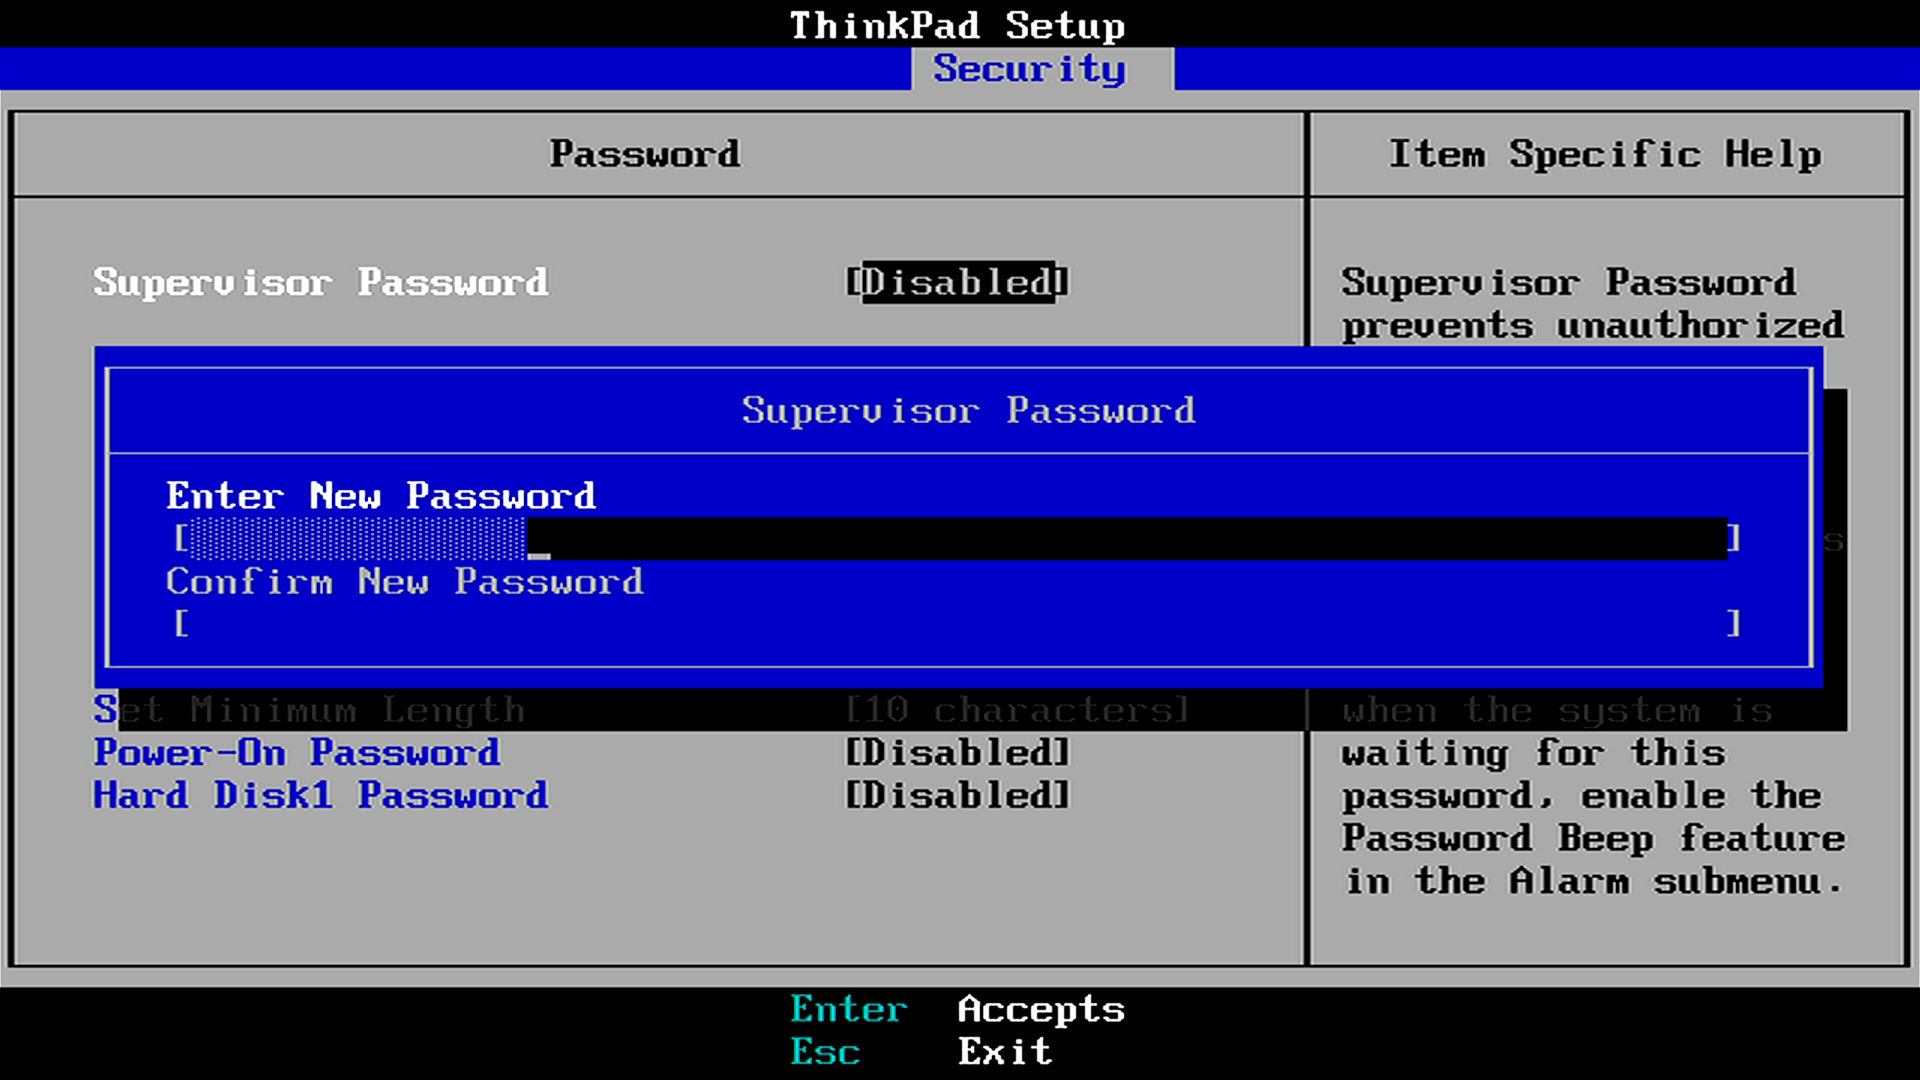 ThinkPad Setup
Security
Password
Item Specific Help
Supervisor Password [Disabled]
Supervisor Password
prevents unauthorized
Supervisor Password
Enter New Password
[ ]
s
Confirm New Password
[ ]
Set Minimum Length [10 characters]
Power-On Password [Disabled]
Hard Disk1 Password [Disabled]
when the system is
waiting for this
password, enable the
Password Beep feature
in the Alarm submenu.
Enter Accepts
Esc Exit